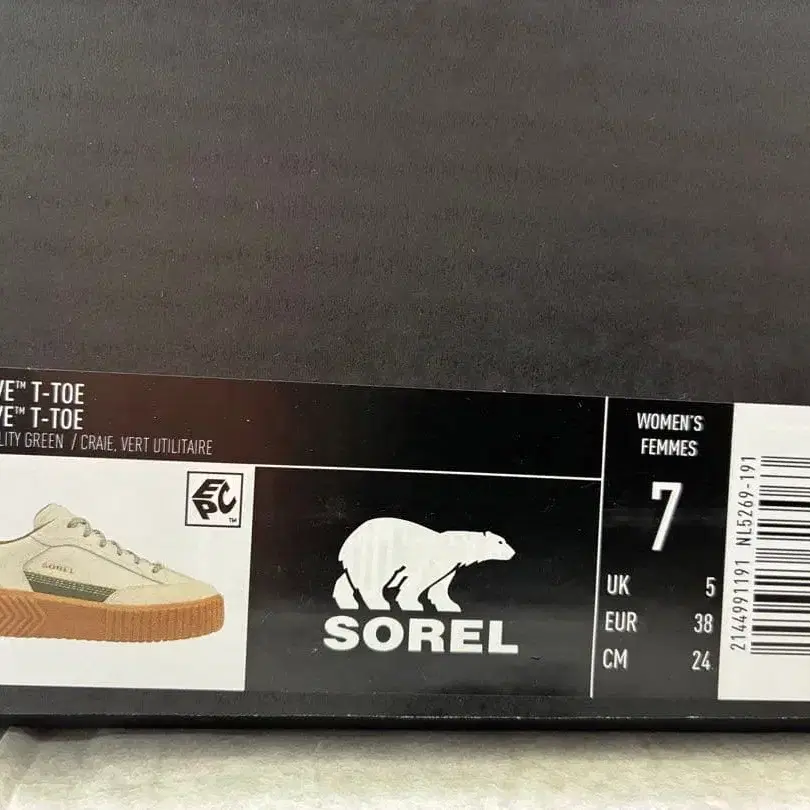 VE™ T-TOE
VE™ T-TOE
LITY GREEN / CRAIE, VERT UTILITAIRE
EPC™
SOREL
SOREL
WOMEN'S
FEMMES
7
UK 5
EUR 38
CM 24
2144991191 NL5269-191